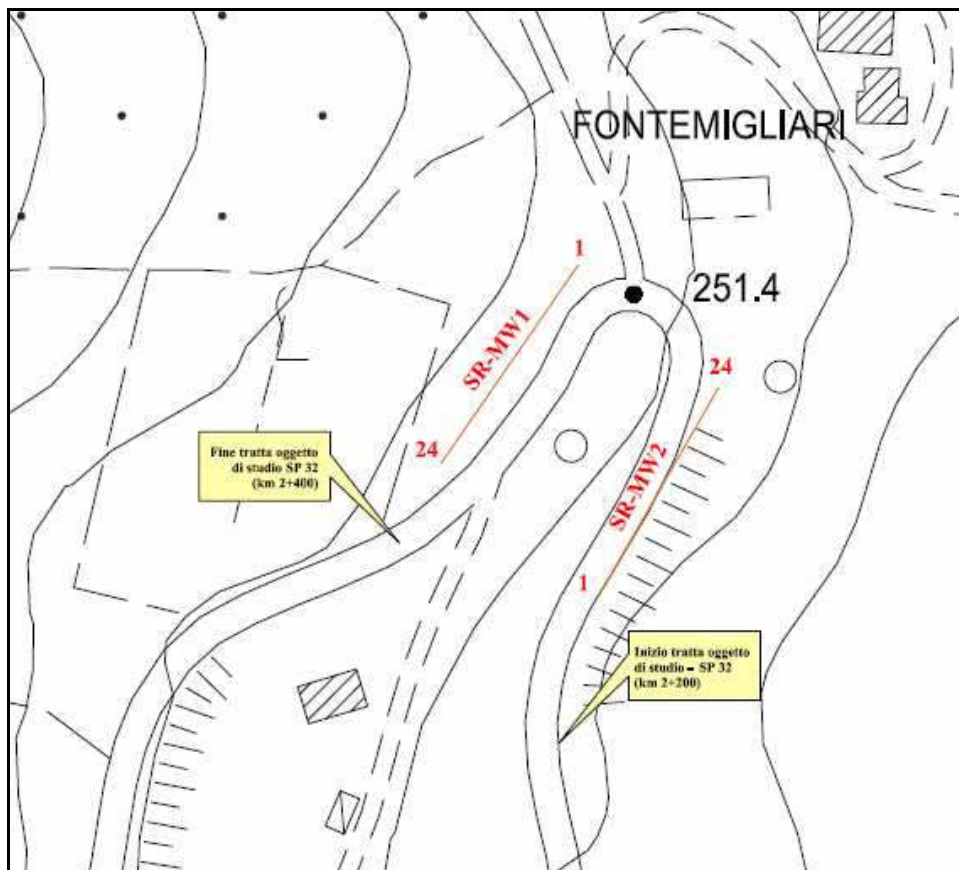 FONTEMIGLIARI
1
251.4
SR-MW1
24
24
Fine tratta oggetto
di studio SP 32
(km 2+400)
SR-MW2
1
Inizio tratta oggetto
di studio – SP 32
(km 2+200)